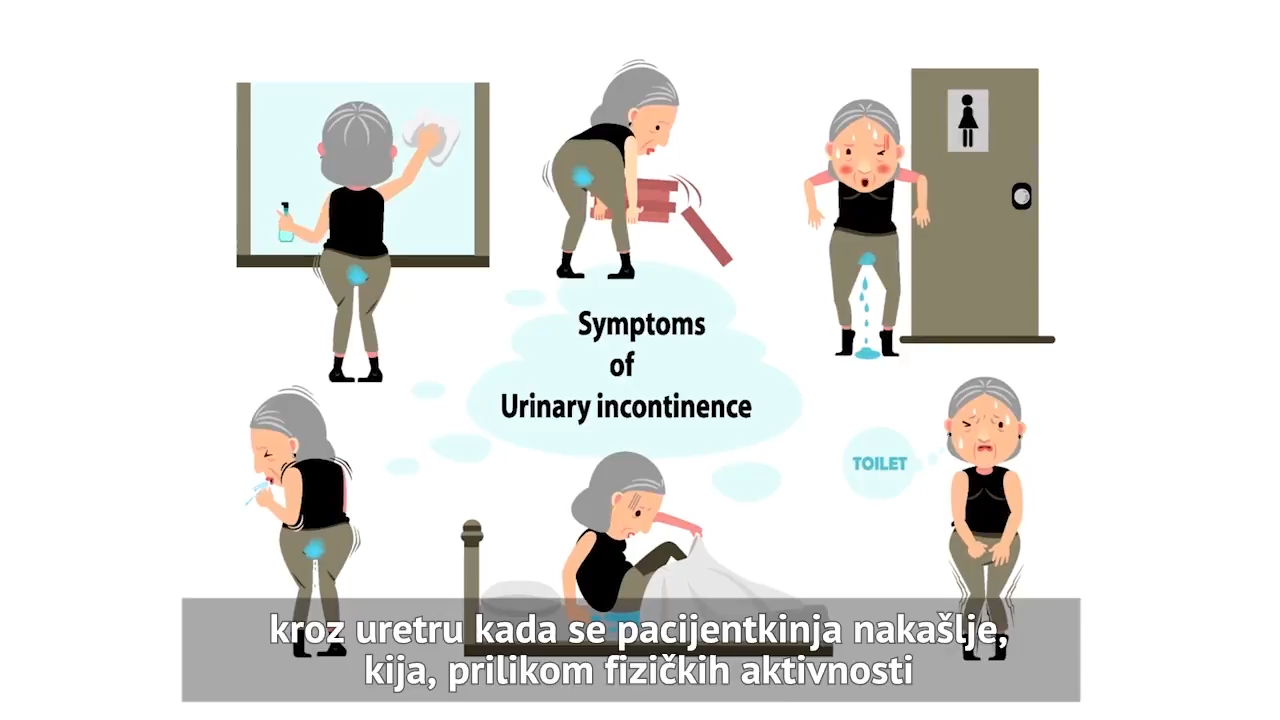 Symptoms
of
Urinary incontinence
TOILET
kroz uretru kada se pacijentkinja nakašlje,
kija, prilikom fizičkih aktivnosti